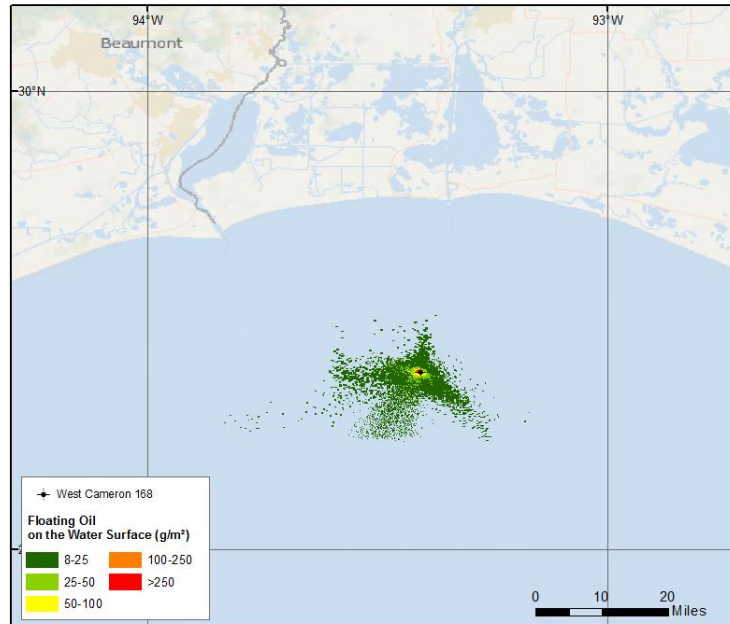 94°W
93°W
Beaumont
30°N
West Cameron 168
Floating Oil
on the Water Surface (g/m²)
8-25
100-250
25-50
>250
50-100
0 10 20
Miles